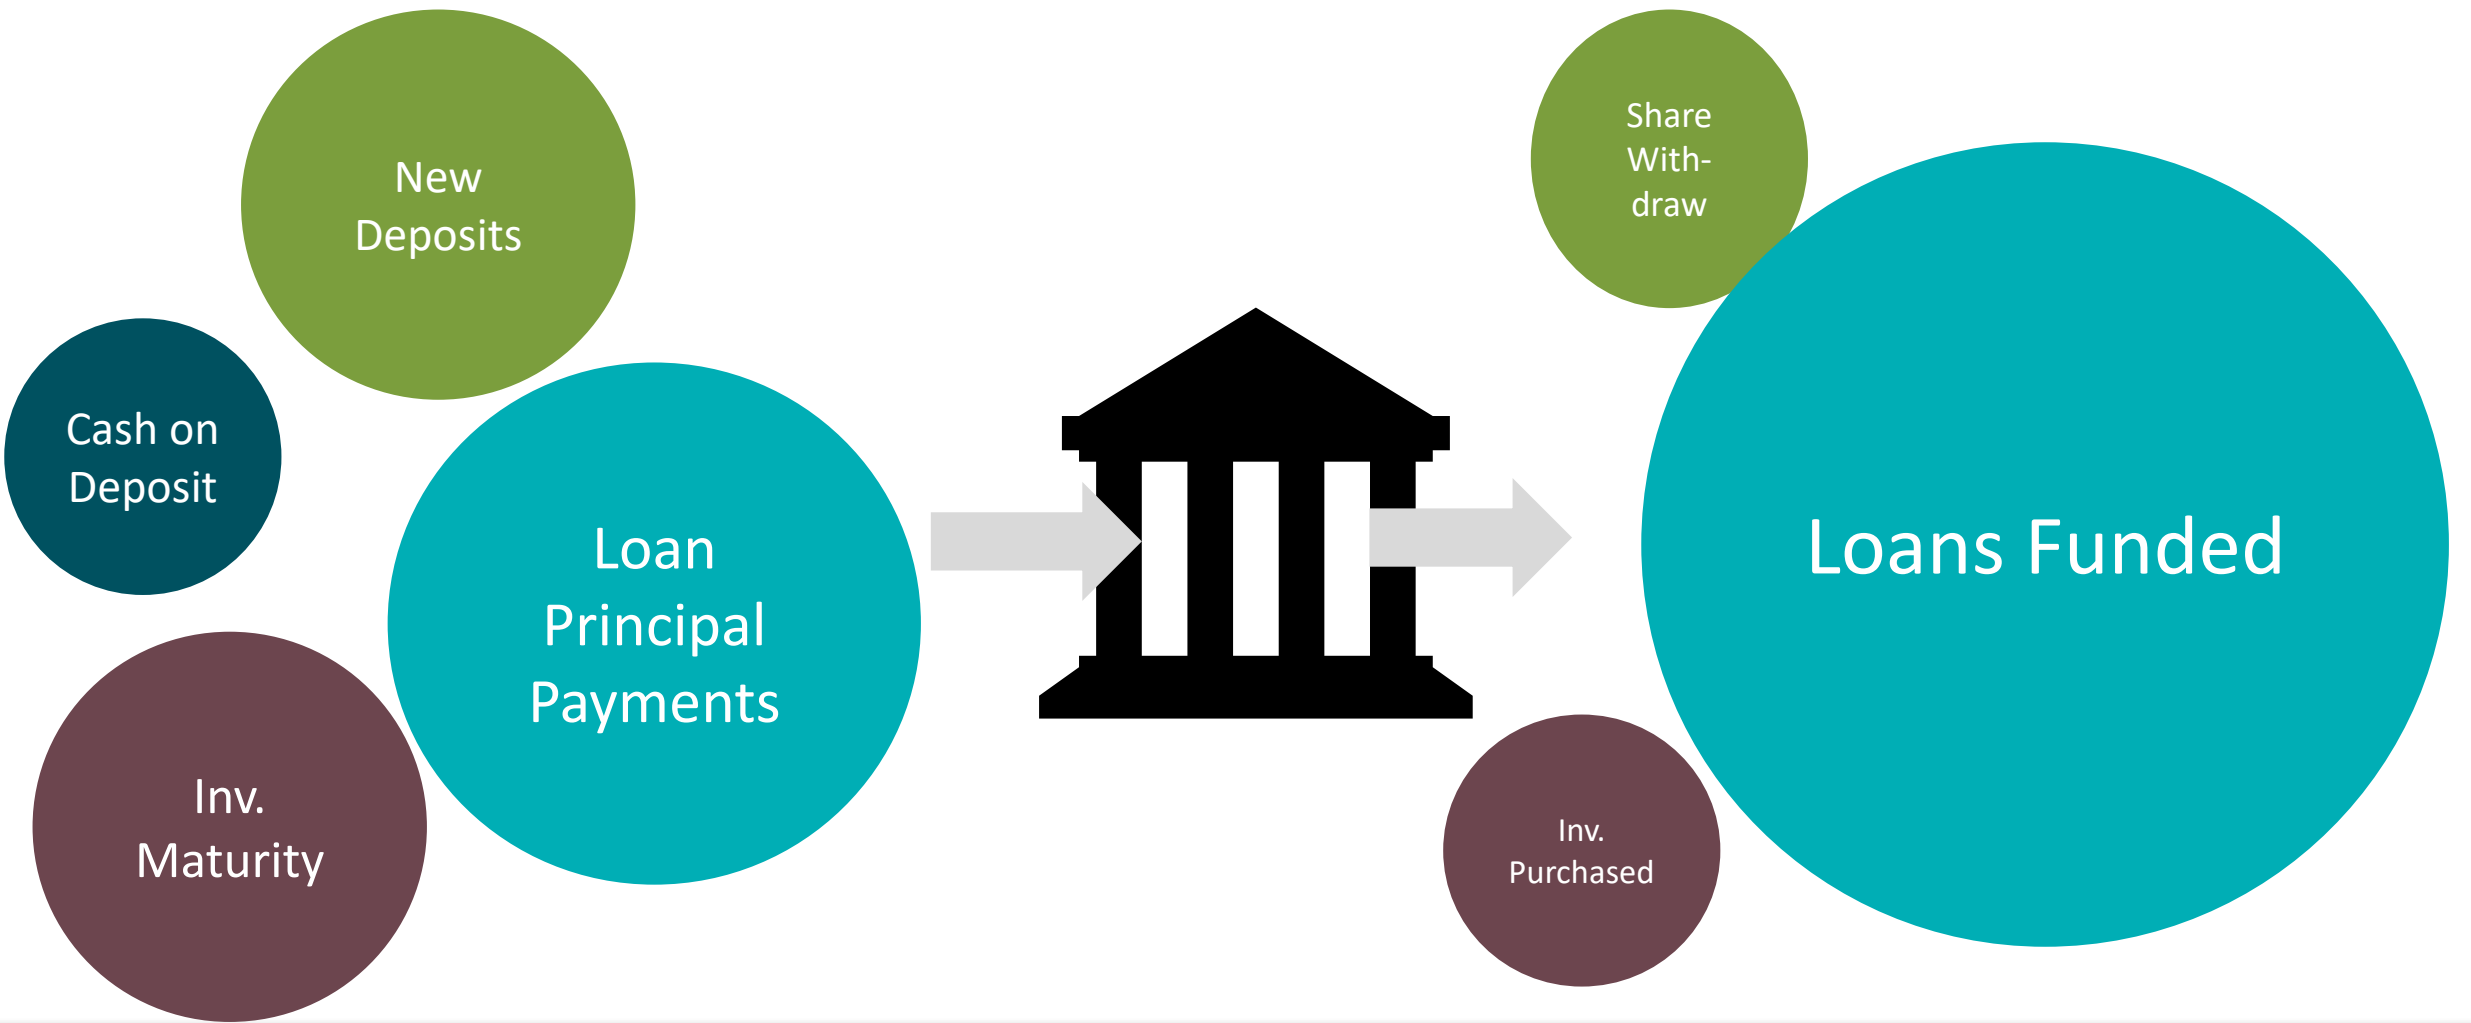 New
Deposits
Cash on
Deposit
Loan
Principal
Payments
Inv.
Maturity
Share
With-
draw
Loans Funded
Inv.
Purchased